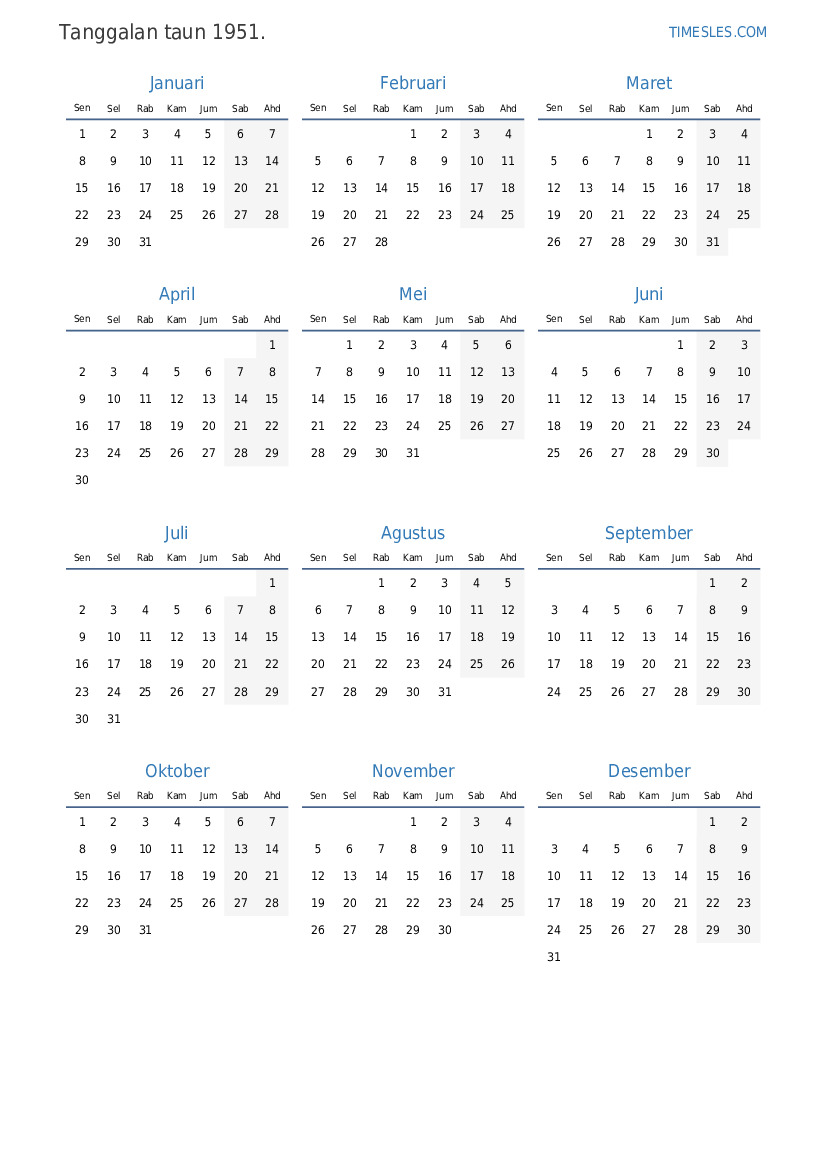 Tanggalan taun 1951.
TIMESLES.COM
Januari
Sen Sel Rab Kam Jum Sab Ahd
1 2 3 4 5 6 7
8 9 10 11 12 13 14
15 16 17 18 19 20 21
22 23 24 25 26 27 28
29 30 31
Februari
Sen Sel Rab Kam Jum Sab Ahd
1 2 3 4
5 6 7 8 9 10 11
12 13 14 15 16 17 18
19 20 21 22 23 24 25
26 27 28
Maret
Sen Sel Rab Kam Jum Sab Ahd
1 2 3 4
5 6 7 8 9 10 11
12 13 14 15 16 17 18
19 20 21 22 23 24 25
26 27 28 29 30 31
April
Sen Sel Rab Kam Jum Sab Ahd
1
2 3 4 5 6 7 8
9 10 11 12 13 14 15
16 17 18 19 20 21 22
23 24 25 26 27 28 29
30
Mei
Sen Sel Rab Kam Jum Sab Ahd
1 2 3 4 5 6
7 8 9 10 11 12 13
14 15 16 17 18 19 20
21 22 23 24 25 26 27
28 29 30 31
Juni
Sen Sel Rab Kam Jum Sab Ahd
1 2 3
4 5 6 7 8 9 10
11 12 13 14 15 16 17
18 19 20 21 22 23 24
25 26 27 28 29 30
Juli
Sen Sel Rab Kam Jum Sab Ahd
1
2 3 4 5 6 7 8
9 10 11 12 13 14 15
16 17 18 19 20 21 22
23 24 25 26 27 28 29
30 31
Agustus
Sen Sel Rab Kam Jum Sab Ahd
1 2 3 4 5
6 7 8 9 10 11 12
13 14 15 16 17 18 19
20 21 22 23 24 25 26
27 28 29 30 31
September
Sen Sel Rab Kam Jum Sab Ahd
1 2
3 4 5 6 7 8 9
10 11 12 13 14 15 16
17 18 19 20 21 22 23
24 25 26 27 28 29 30
Oktober
Sen Sel Rab Kam Jum Sab Ahd
1 2 3 4 5 6 7
8 9 10 11 12 13 14
15 16 17 18 19 20 21
22 23 24 25 26 27 28
29 30 31
November
Sen Sel Rab Kam Jum Sab Ahd
1 2 3 4
5 6 7 8 9 10 11
12 13 14 15 16 17 18
19 20 21 22 23 24 25
26 27 28 29 30
Desember
Sen Sel Rab Kam Jum Sab Ahd
1 2
3 4 5 6 7 8 9
10 11 12 13 14 15 16
17 18 19 20 21 22 23
24 25 26 27 28 29 30
31